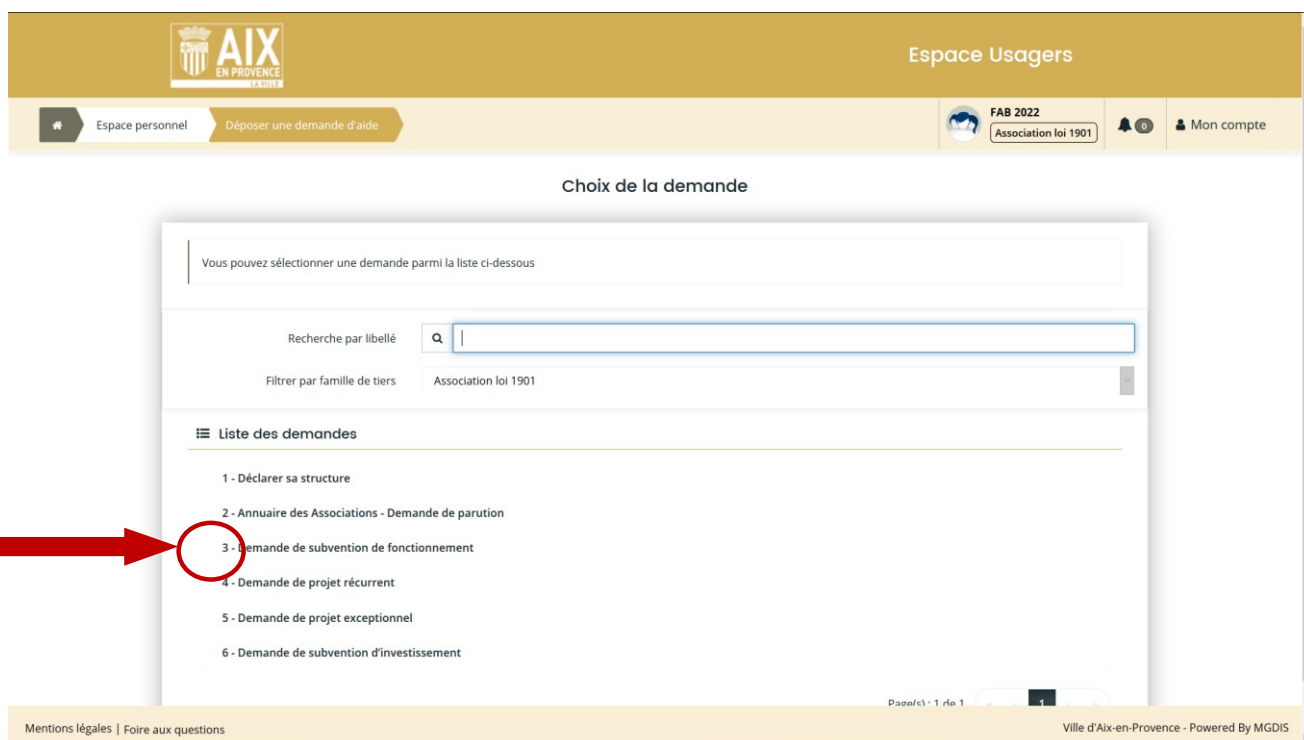 AIX
EN PROVENCE
LA VILLE
Espace Usagers
Espace personnel
Déposer une demande d'aide
FAB 2022
Association loi 1901
0
Mon compte
Choix de la demande
Vous pouvez sélectionner une demande parmi la liste ci-dessous
Recherche par libellé
Filtrer par famille de tiers
Association loi 1901
Liste des demandes
1 - Déclarer sa structure
2 - Annuaire des Associations - Demande de parution
3 - Demande de subvention de fonctionnement
4 - Demande de projet récurrent
5 - Demande de projet exceptionnel
6 - Demande de subvention d'investissement
Page(s) : 1 de 1
1
Mentions légales | Foire aux questions
Ville d'Aix-en-Provence - Powered By MGDIS